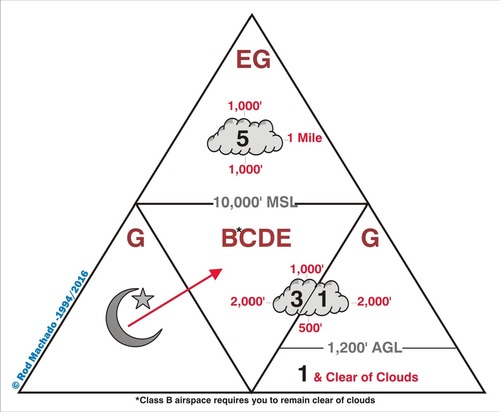 EG
1,000'
5
1 Mile
1,000'
10,000' MSL
G
B*CDE
G
1,000'
2,000'
3/1
2,000'
500'
1,200' AGL
1 & Clear of Clouds
© Rod Machado -1994/2016
*Class B airspace requires you to remain clear of clouds